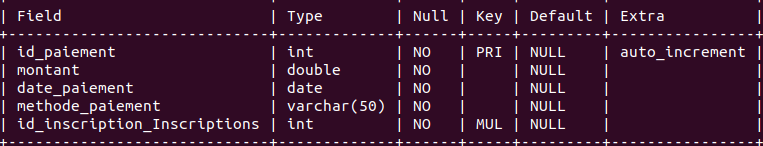 | Field | Type | Null | Key | Default | Extra |
+----------------------------+-------------+------+-----+---------+----------------+
| id_paiement | int | NO | PRI | NULL | auto_increment |
| montant | double | NO | | NULL | |
| date_paiement | date | NO | | NULL | |
| methode_paiement | varchar(50) | NO | | NULL | |
| id_inscription_Inscriptions | int | NO | MUL | NULL | |
+----------------------------+-------------+------+-----+---------+----------------+